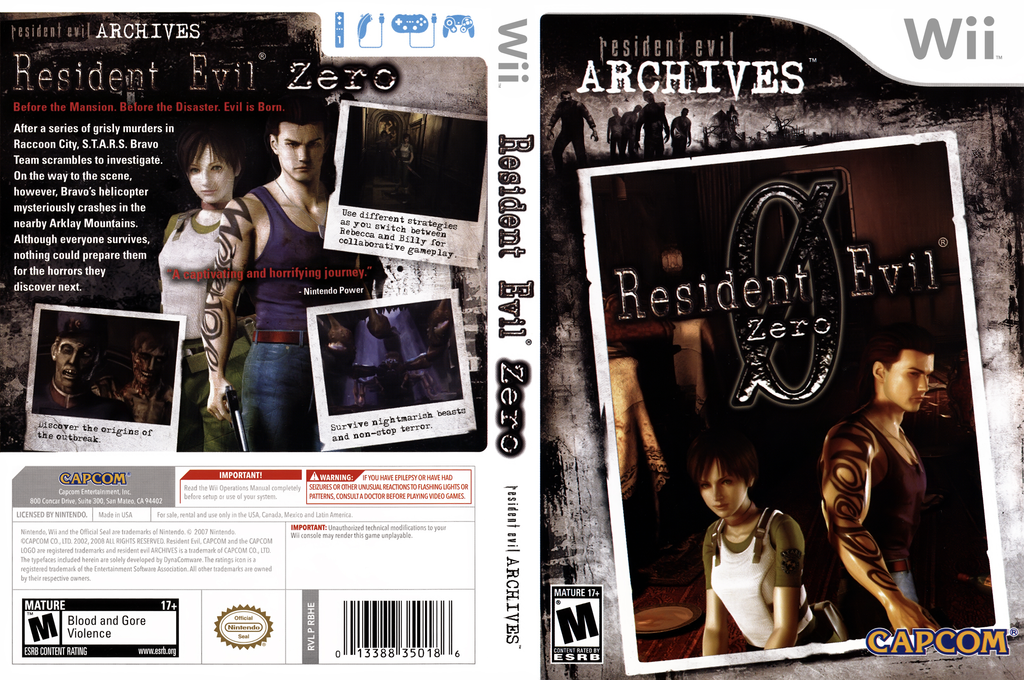 resident evil ARCHIVES™
Resident Evil® Zero
Before the Mansion. Before the Disaster. Evil is Born.
After a series of grisly murders in
Raccoon City, S.T.A.R.S. Bravo
Team scrambles to investigate.
On the way to the scene,
however, Bravo's helicopter
mysteriously crashes in the
nearby Arklay Mountains.
Although everyone survives,
nothing could prepare them
for the horrors they
discover next.
Use different strategies
as you switch between
Rebecca and Billy for
collaborative gameplay.
"A captivating and horrifying journey."
- Nintendo Power
Discover the origins of
the outbreak.
Survive nightmarish beasts
and non-stop terror.
CAPCOM®
Capcom Entertainment, Inc.
800 Concar Drive, Suite 300, San Mateo, CA 94402
IMPORTANT!
Read the Wii Operations Manual completely
before setup or use of your system.
WARNING: IF YOU HAVE EPILEPSY OR HAVE HAD
SEIZURES OR OTHER UNUSUAL REACTIONS TO FLASHING LIGHTS OR
PATTERNS, CONSULT A DOCTOR BEFORE PLAYING VIDEO GAMES.
LICENSED BY NINTENDO.
Made in USA
For sale, rental and use only in the USA, Canada, Mexico and Latin America.
Nintendo, Wii and the Official Seal are trademarks of Nintendo. © 2007 Nintendo.
©CAPCOM CO., LTD. 2002, 2008 ALL RIGHTS RESERVED. Resident Evil, CAPCOM and the CAPCOM
LOGO are registered trademarks and resident evil ARCHIVES is a trademark of CAPCOM CO., LTD.
The typefaces included herein are solely developed by DynaComware. The ratings icon is a
registered trademark of the Entertainment Software Association. All other trademarks are owned
by their respective owners.
IMPORTANT: Unauthorized technical modifications to your
Wii console may render this game unplayable.
MATURE 17+
M™
Blood and Gore
Violence
ESRB CONTENT RATING www.esrb.org
Official
Nintendo
Seal
RVL P RBHE
0 13388 35018 6
Wii™
Resident Evil® Zero
resident evil ARCHIVES™
Wii™
resident evil
ARCHIVES™
Resident Evil®
0
Zero
MATURE 17+
M®
CONTENT RATED BY
ESRB
CAPCOM®